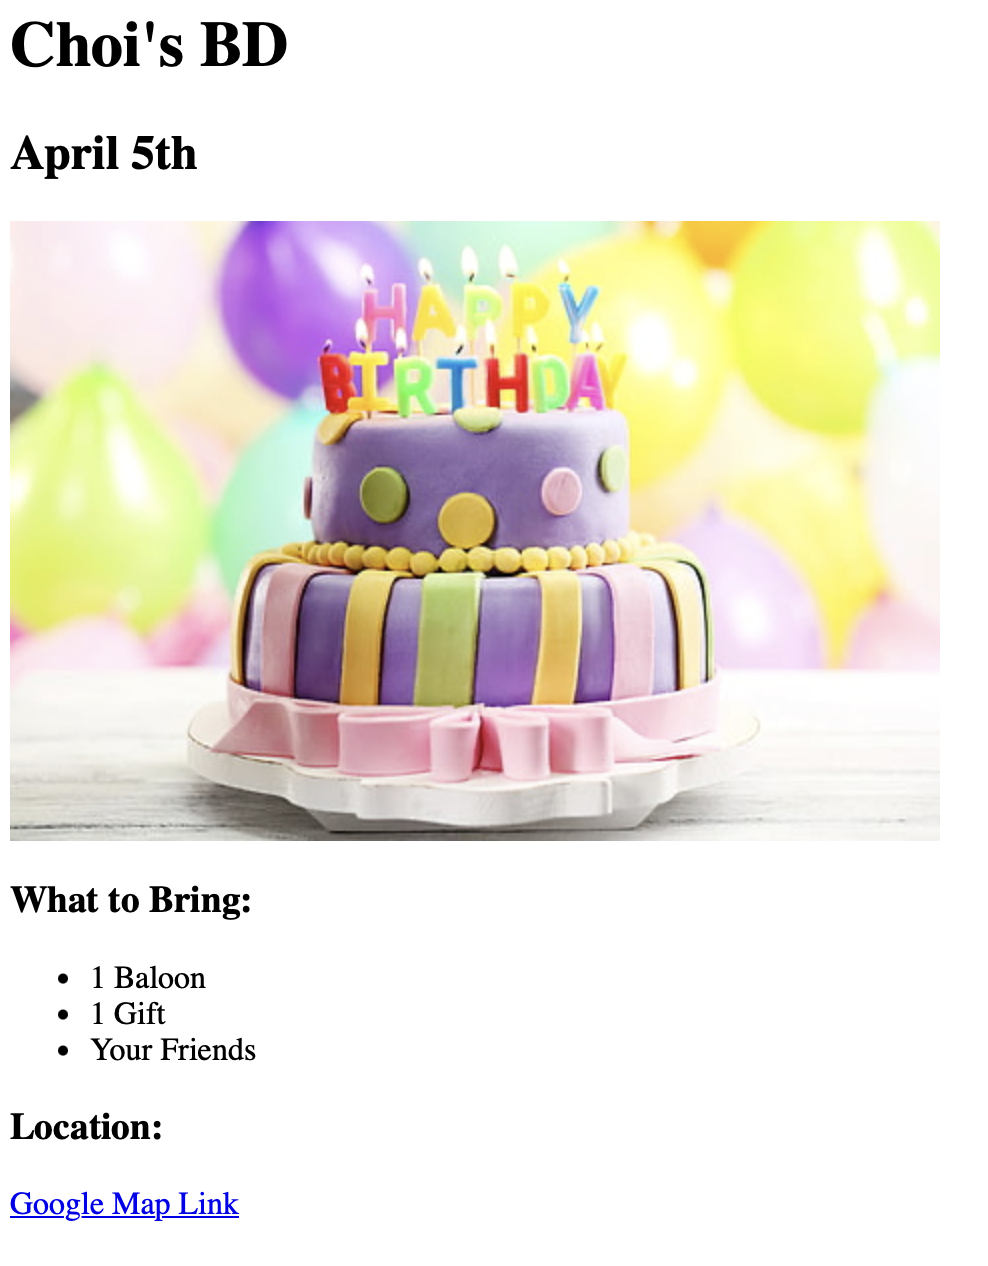 Choi's BD
April 5th
HAPPY
BIRTHDAY
What to Bring:
1 Baloon
1 Gift
Your Friends
Location:
Google Map Link